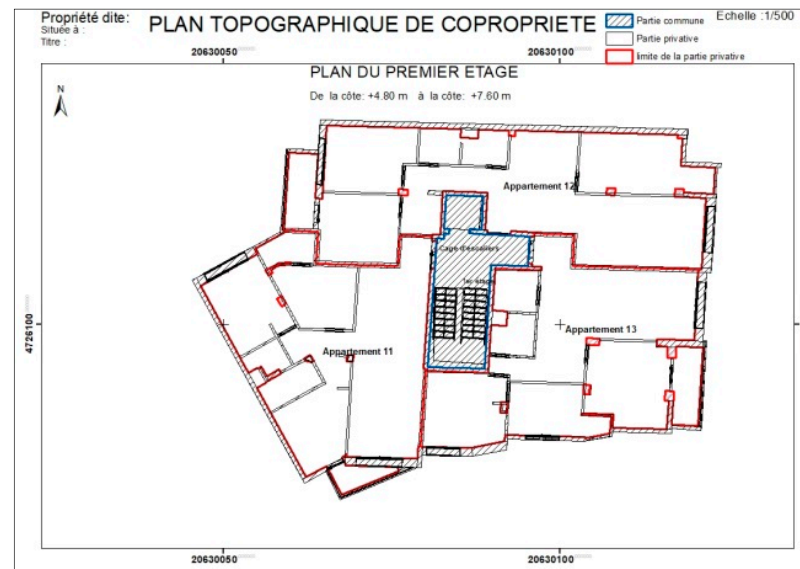 Propriété dite:
Située à :
Titre :
PLAN TOPOGRAPHIQUE DE COPROPRIETE
Partie commune
Partie privative
limite de la partie privative
Echelle :1/500
20630050
20630100
PLAN DU PREMIER ETAGE
De la côte: +4.80 m à la côte: +7.60 m
N
Appartement 12
Cage d'escaliers
1er etage
4726100
Appartement 13
Appartement 11
20630050
20630100